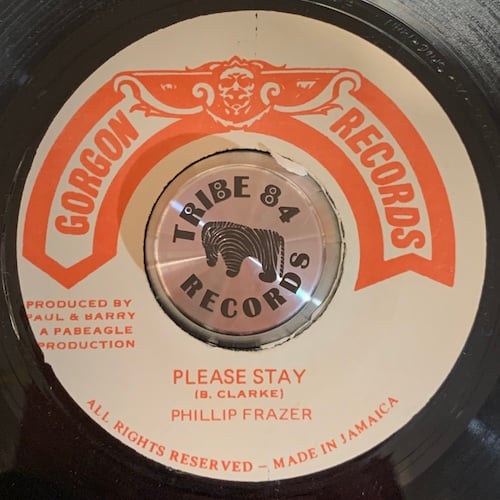 GORGON RECORDS
TRIBE 84
RECORDS
PRODUCED BY
PAUL & BARRY
A PABEAGLE
PRODUCTION
PLEASE STAY
(B. CLARKE)
PHILLIP FRAZER
ALL RIGHTS RESERVED – MADE IN JAMAICA